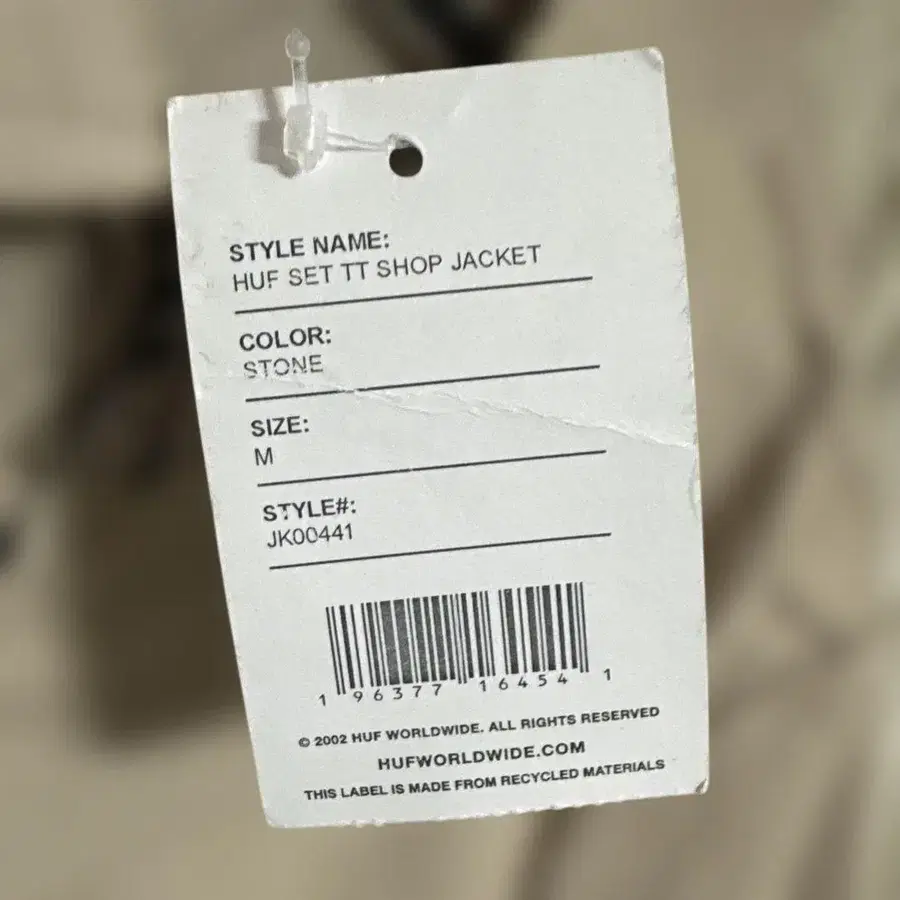 STYLE NAME:
HUF SET TT SHOP JACKET
COLOR:
STONE
SIZE:
M
STYLE#:
JK00441
1 96377 16454 1
© 2002 HUF WORLDWIDE. ALL RIGHTS RESERVED
HUFWORLDWIDE.COM
THIS LABEL IS MADE FROM RECYCLED MATERIALS